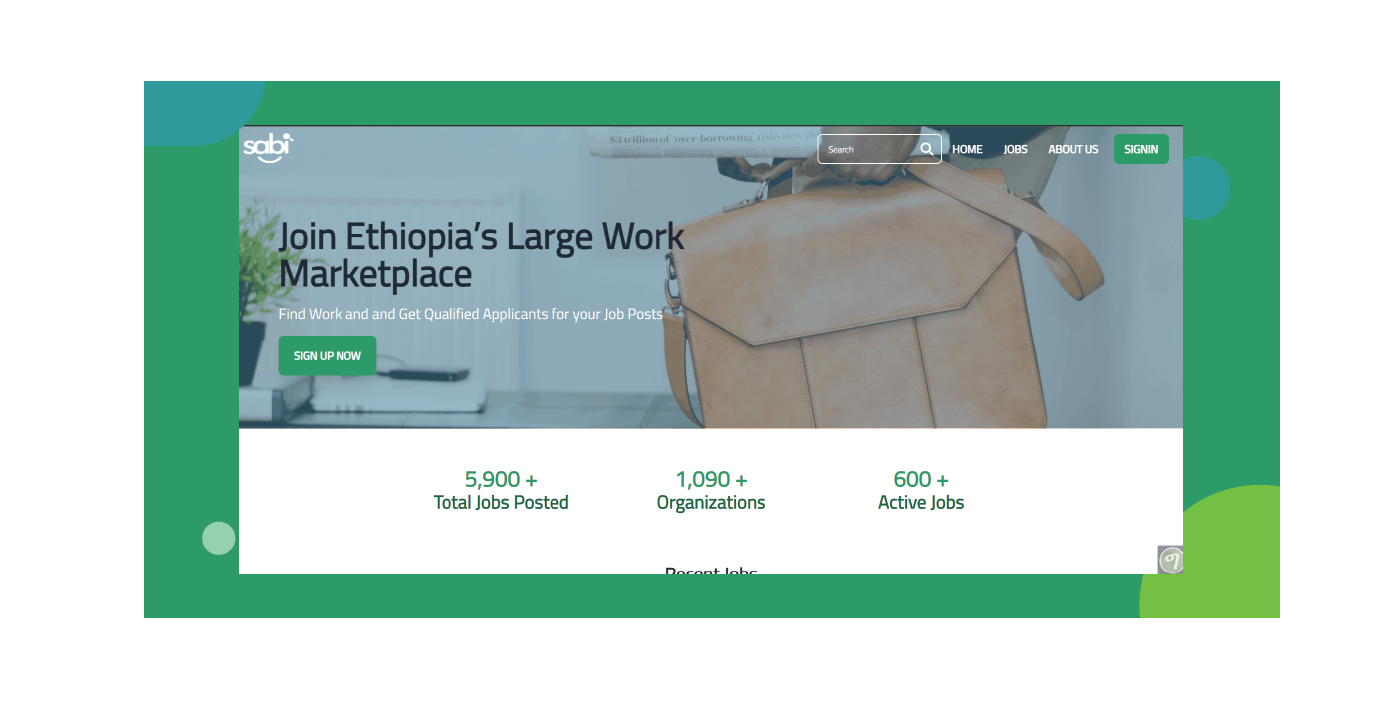 $3 trillion of 'over-borrowing' risks new glo
sabi
Search
HOME
JOBS
ABOUT US
SIGNIN
Join Ethiopia's Large Work
Marketplace
Find Work and and Get Qualified Applicants for your Job Posts
SIGN UP NOW
5,900 +
1,090 +
600 +
Total Jobs Posted
Organizations
Active Jobs
Recent Jobs